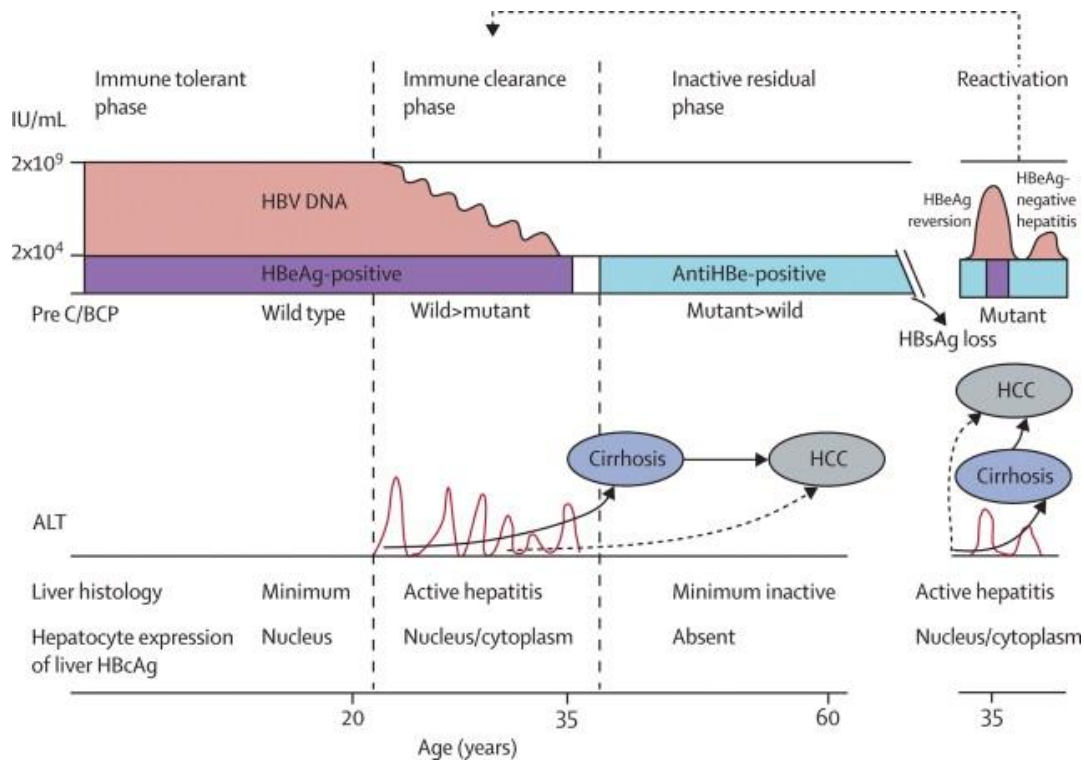 Immune tolerant
phase
Immune clearance
phase
Inactive residual
phase
Reactivation
IU/mL
2x10⁹
2x10⁴
HBV DNA
HBeAg
reversion
HBeAg-
negative
hepatitis
HBeAg-positive
AntiHBe-positive
Pre C/BCP
Wild type
Wild>mutant
Mutant>wild
Mutant
HBsAg loss
HCC
Cirrhosis
HCC
Cirrhosis
ALT
Liver histology
Minimum
Active hepatitis
Minimum inactive
Active hepatitis
Hepatocyte expression
of liver HBcAg
Nucleus
Nucleus/cytoplasm
Absent
Nucleus/cytoplasm
20
35
60
35
Age (years)